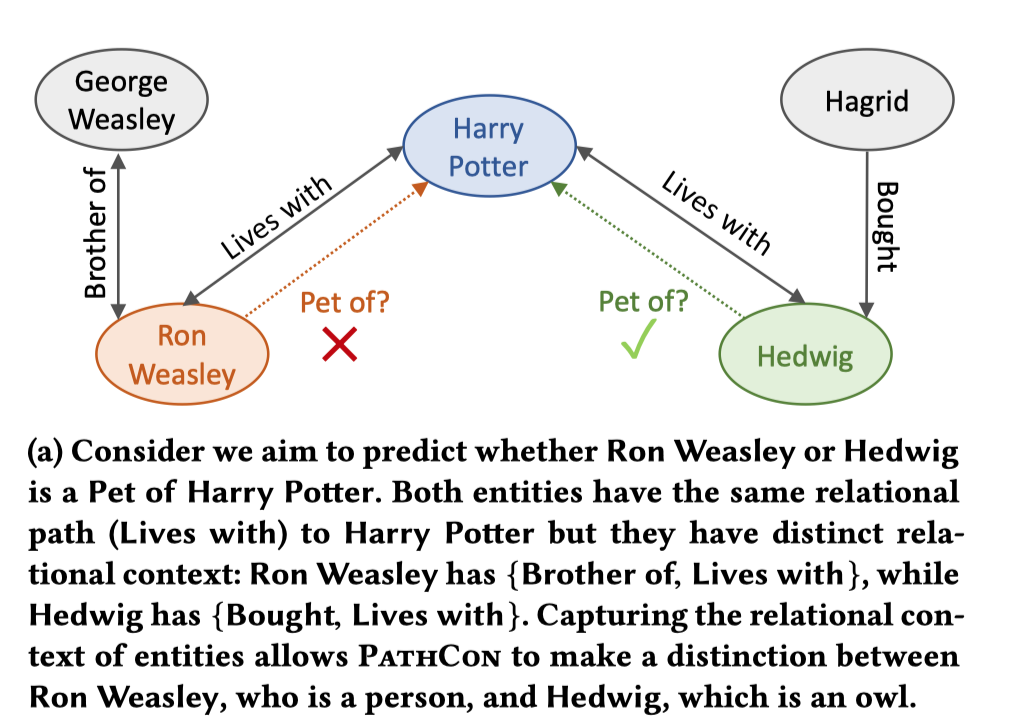 George
Weasley
Harry
Potter
Hagrid
Brother of
Lives with
Lives with
Bought
Pet of?
Pet of?
Ron
Weasley
Hedwig
(a) Consider we aim to predict whether Ron Weasley or Hedwig
is a Pet of Harry Potter. Both entities have the same relational
path (Lives with) to Harry Potter but they have distinct rela-
tional context: Ron Weasley has {Brother of, Lives with}, while
Hedwig has {Bought, Lives with}. Capturing the relational con-
text of entities allows PATHCON to make a distinction between
Ron Weasley, who is a person, and Hedwig, which is an owl.